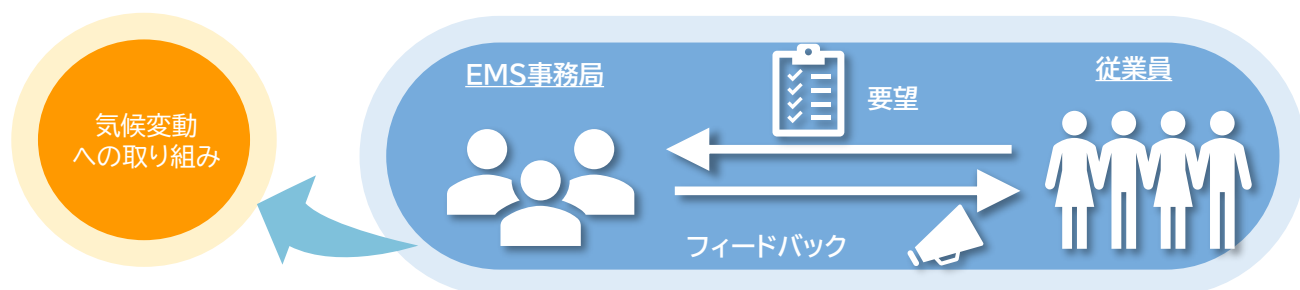 気候変動
への取り組み
EMS事務局
要望
従業員
フィードバック